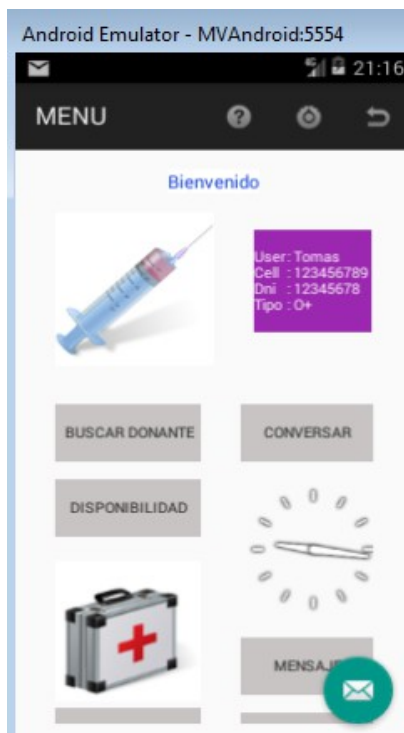 Android Emulator - MVAndroid:5554
21:16
MENU
Bienvenido
User: Tomas
Cell : 123456789
Dni : 12345678
Tipo : O+
BUSCAR DONANTE
CONVERSAR
DISPONIBILIDAD